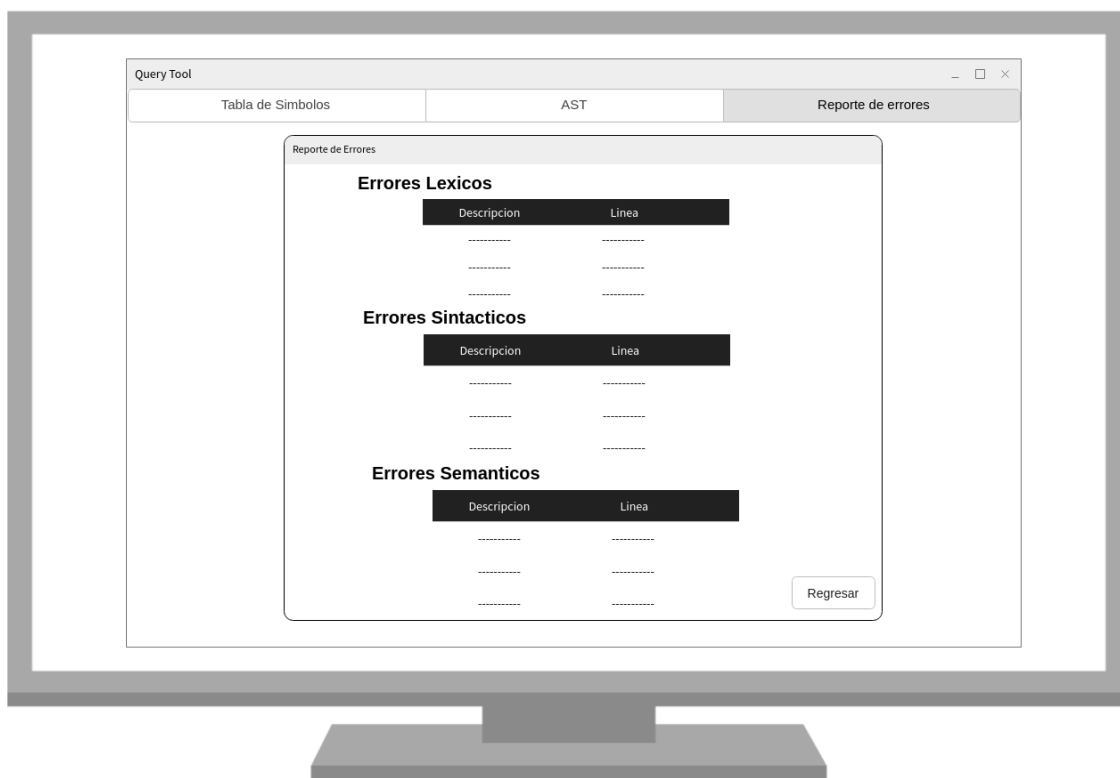 Query Tool
Tabla de Simbolos AST Reporte de errores
Reporte de Errores
Errores Lexicos
Descripcion Linea
----------- -----------
----------- -----------
----------- -----------
Errores Sintacticos
Descripcion Linea
----------- -----------
----------- -----------
----------- -----------
Errores Semanticos
Descripcion Linea
----------- -----------
----------- -----------
Regresar
----------- -----------